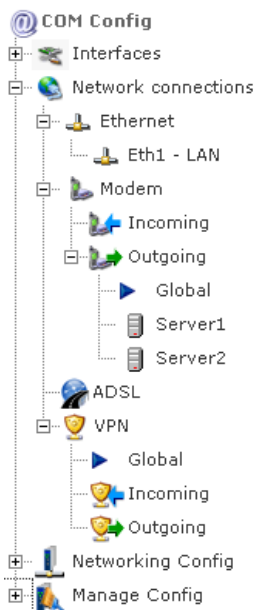 COM Config
Interfaces
Network connections
Ethernet
Eth1 - LAN
Modem
Incoming
Outgoing
Global
Server1
Server2
ADSL
VPN
Global
Incoming
Outgoing
Networking Config
Manage Config